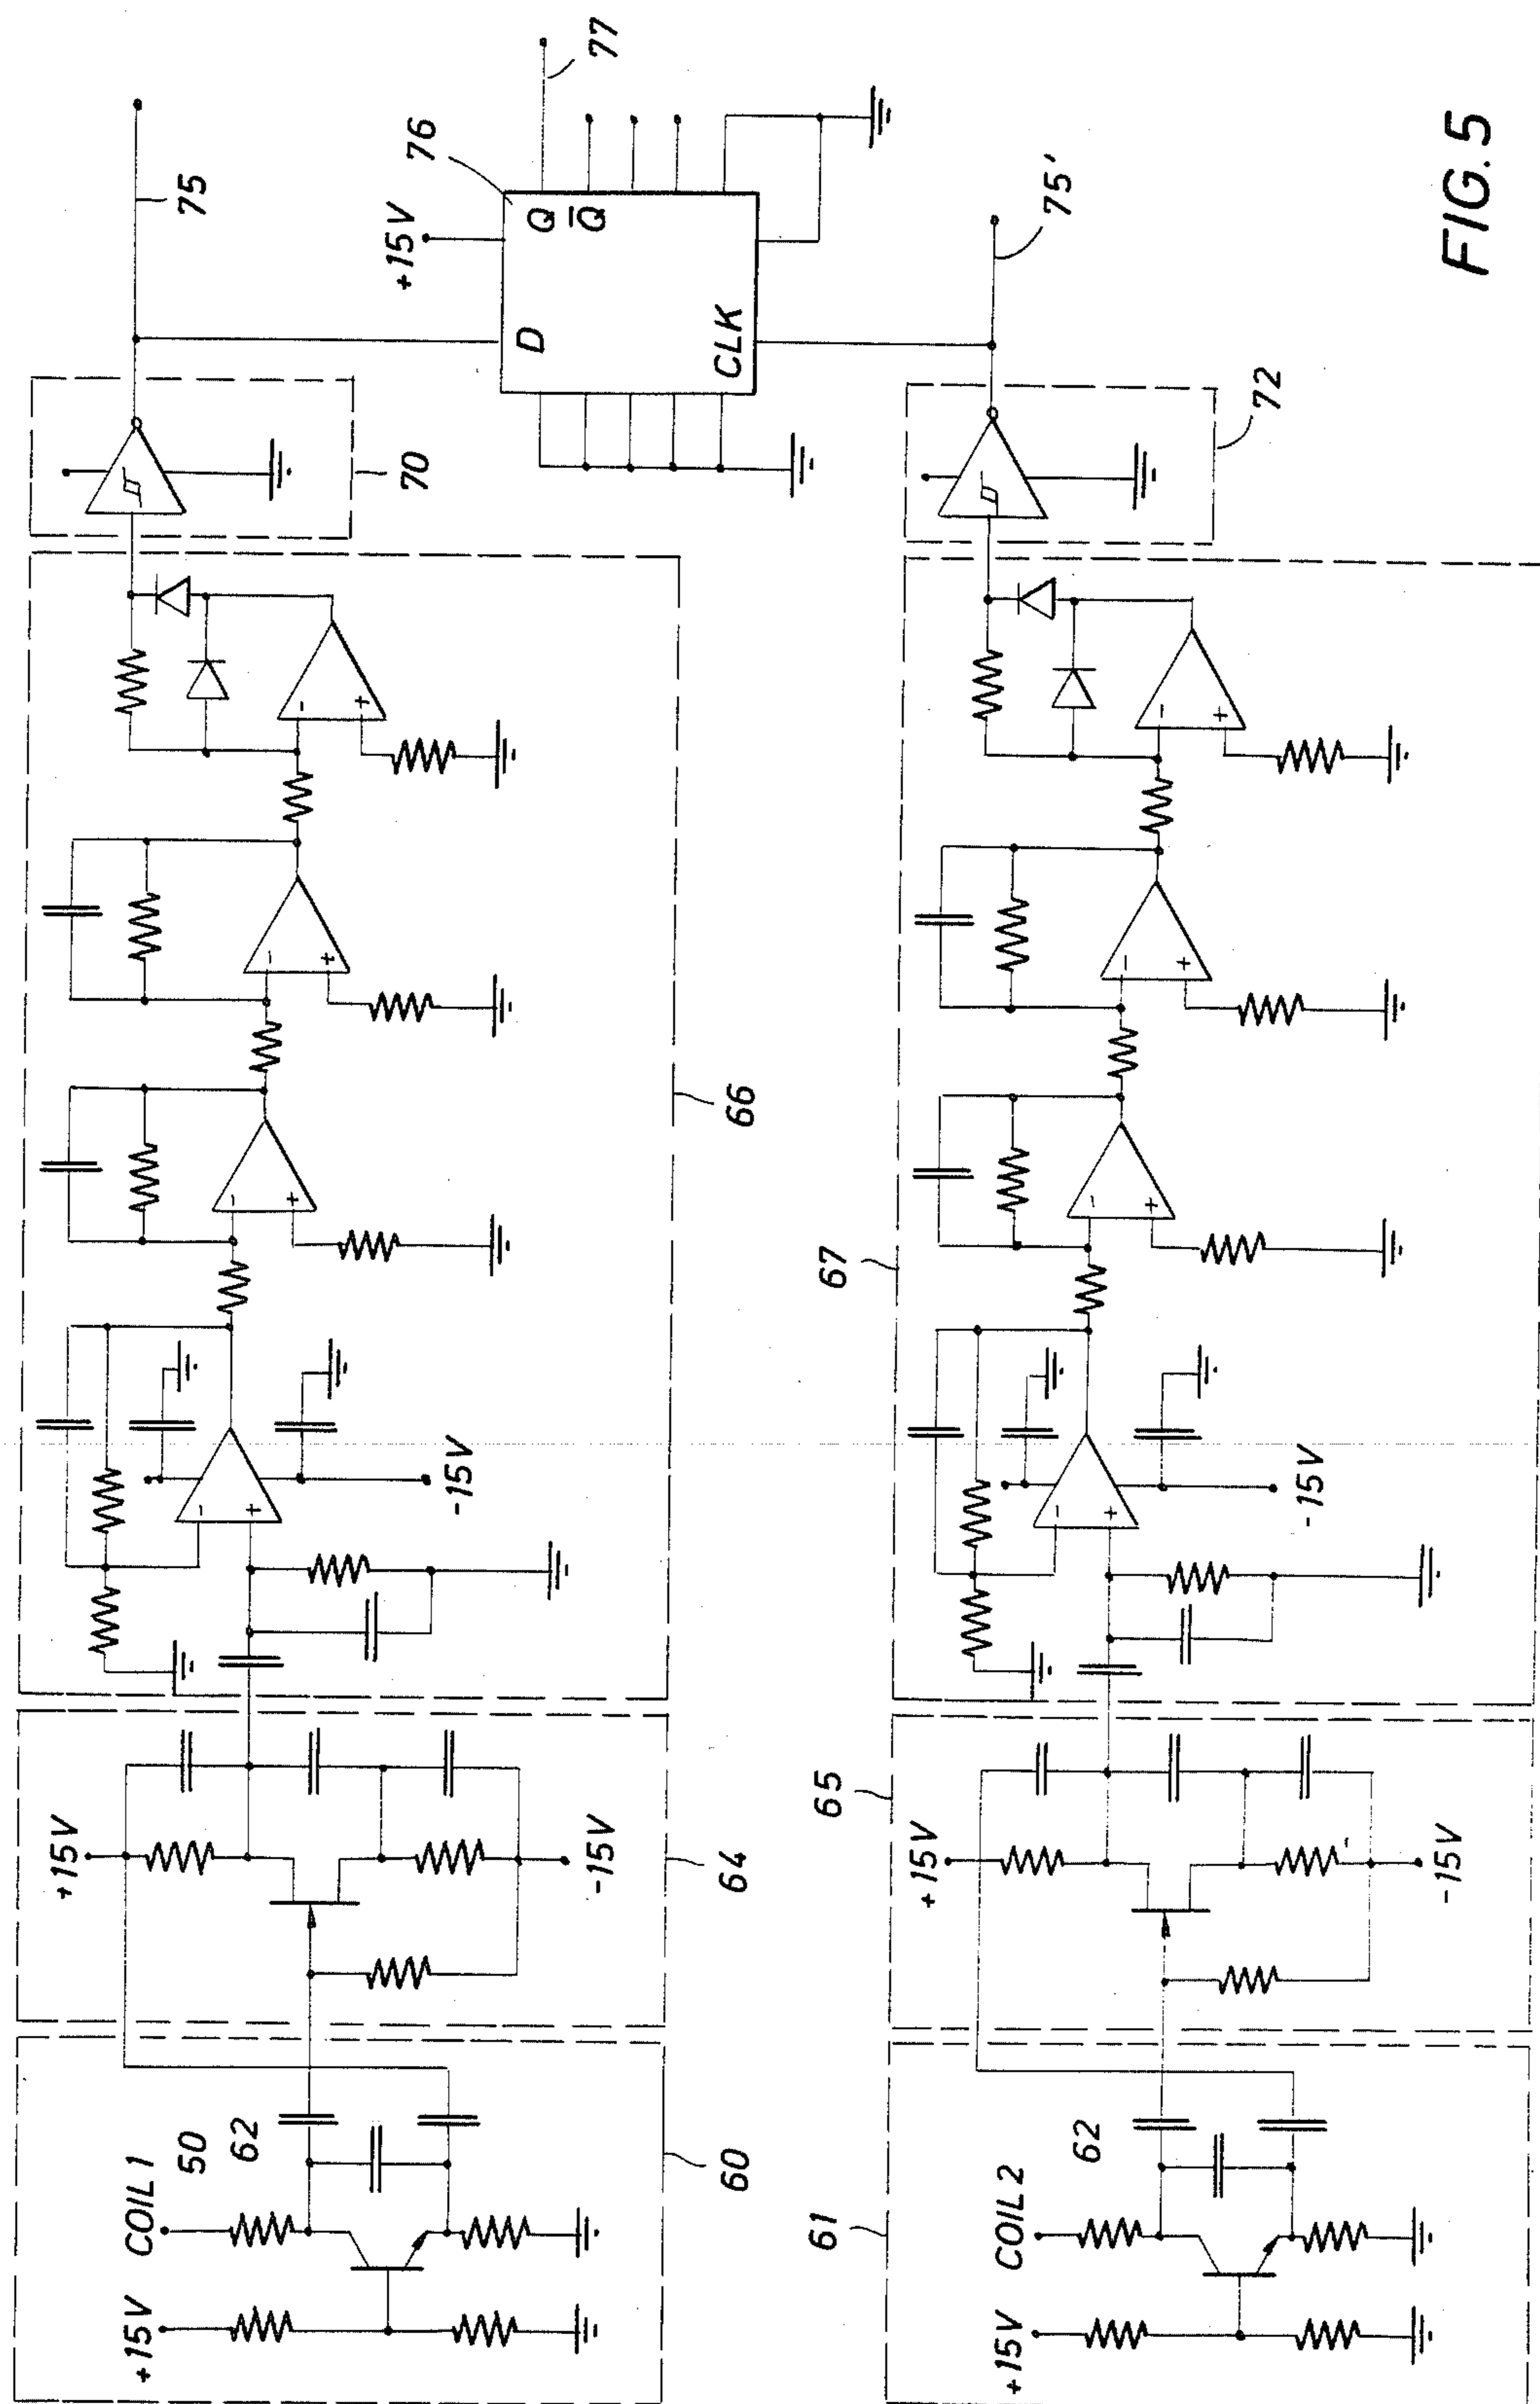 +15V
COIL 1
50
62
60
+15V
-15V
64
-
+
-15V
-
+
-
+
-
+
66
70
75
+15V
76
D
Q
Q̅
CLK
77
+15V
COIL 2
62
61
+15V
-15V
65
-
+
-15V
-
+
-
+
-
+
67
72
75'
FIG. 5